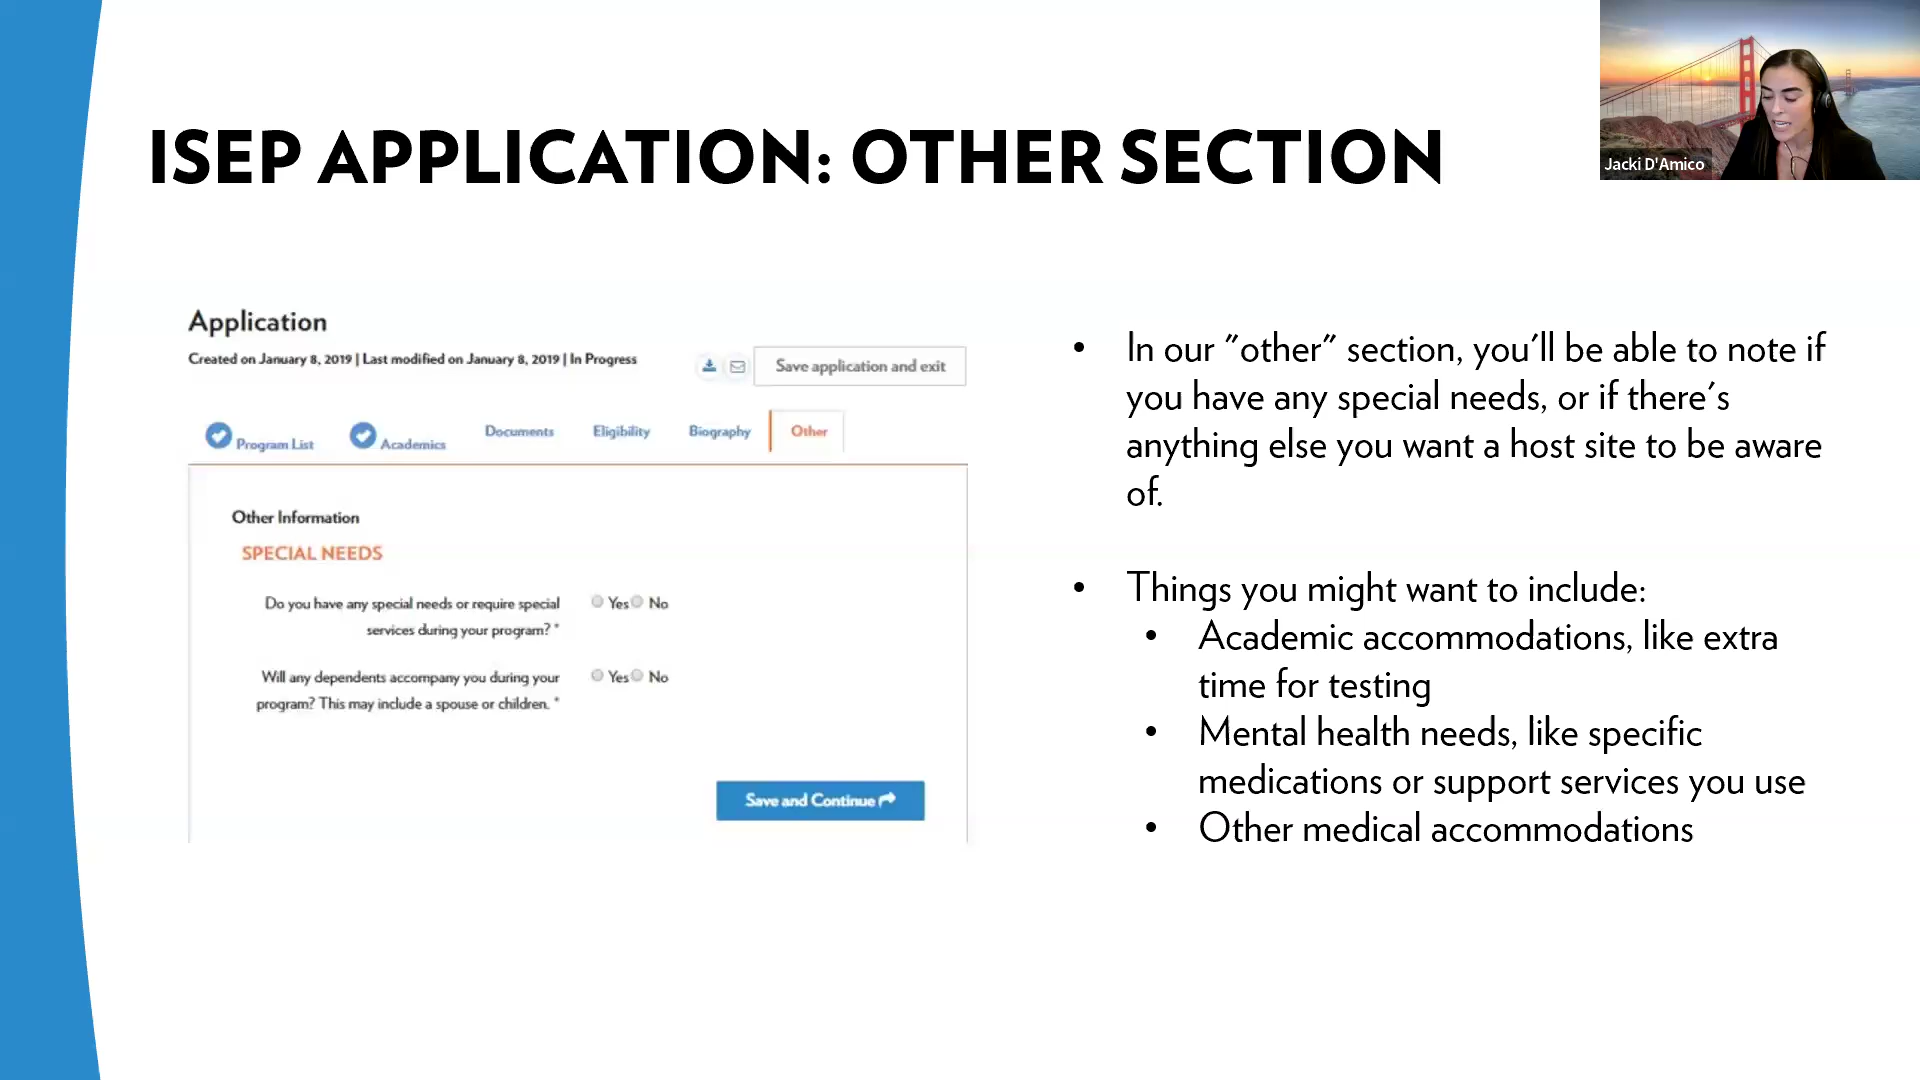 ISEP APPLICATION: OTHER SECTION
Jacki D'Amico
Application
Created on January 8, 2019 | Last modified on January 8, 2019 | In Progress
Save application and exit
Program List
Academics
Documents
Eligibility
Biography
Other
Other Information
SPECIAL NEEDS
Do you have any special needs or require special
services during your program? *
Yes No
Will any dependents accompany you during your
program? This may include a spouse or children. *
Yes No
Save and Continue
• In our "other" section, you'll be able to note if
you have any special needs, or if there's
anything else you want a host site to be aware
of.
• Things you might want to include:
• Academic accommodations, like extra
time for testing
• Mental health needs, like specific
medications or support services you use
• Other medical accommodations